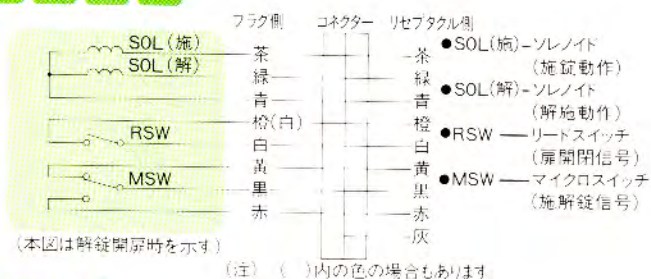 フラク側 コネクター リセプタクル側
SOL(施) 茶 茶 ●SOL(施)-ソレノイド
(施錠動作)
SOL(解) 緑 緑
青 青 ●SOL(解)-ソレノイド
(解施動作)
橙(白) 橙
RSW 白 白 ●RSW ── リードスイッチ
(扉開閉信号)
黄 黄
MSW 黒 黒 ●MSW ── マイクロスイッチ
(施解錠信号)
赤 赤
灰
(本図は解錠開扉時を示す)
(注) ( )内の色の場合もあります